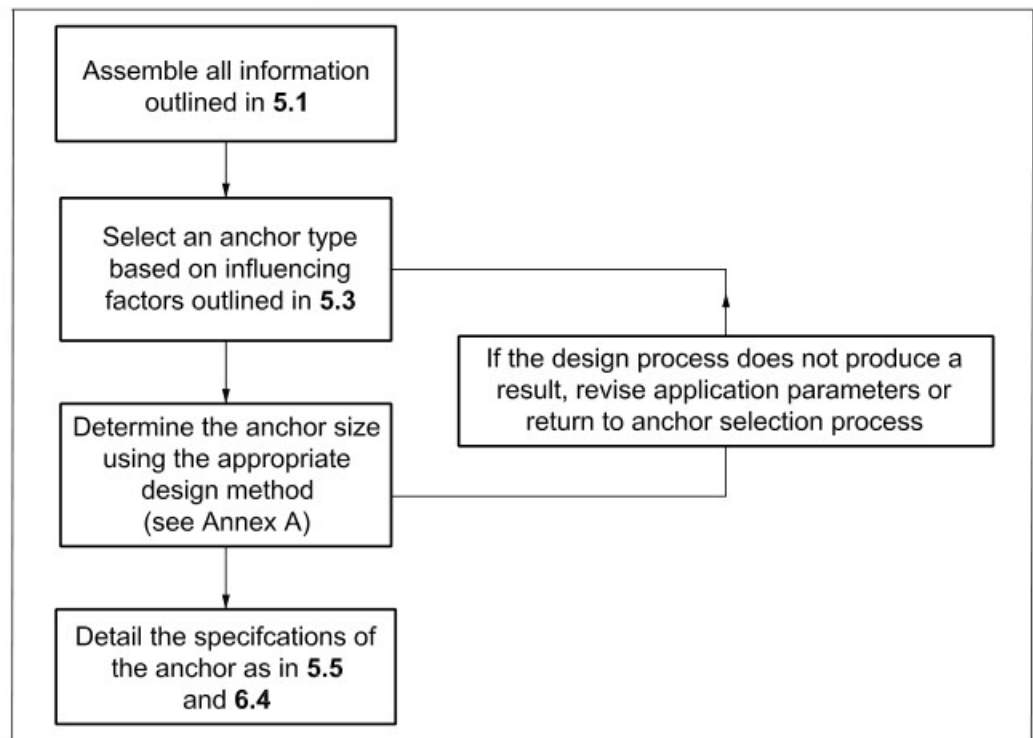 Assemble all information
outlined in 5.1
Select an anchor type
based on influencing
factors outlined in 5.3
If the design process does not produce a
result, revise application parameters or
return to anchor selection process
Determine the anchor size
using the appropriate
design method
(see Annex A)
Detail the specifcations of
the anchor as in 5.5
and 6.4